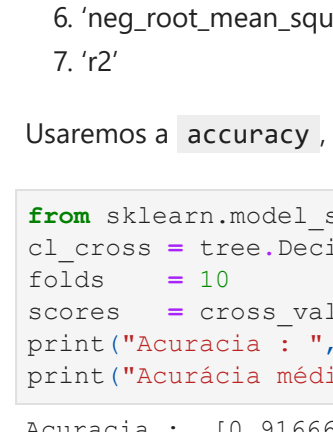 6. ‘neg_root_mean_squ
7. ‘r2’
Usaremos a accuracy ,
from sklearn.model_s
cl_cross = tree.Deci
folds = 10
scores = cross_val
print("Acuracia : ",
print("Acurácia médi
Acuracia : [0.91666